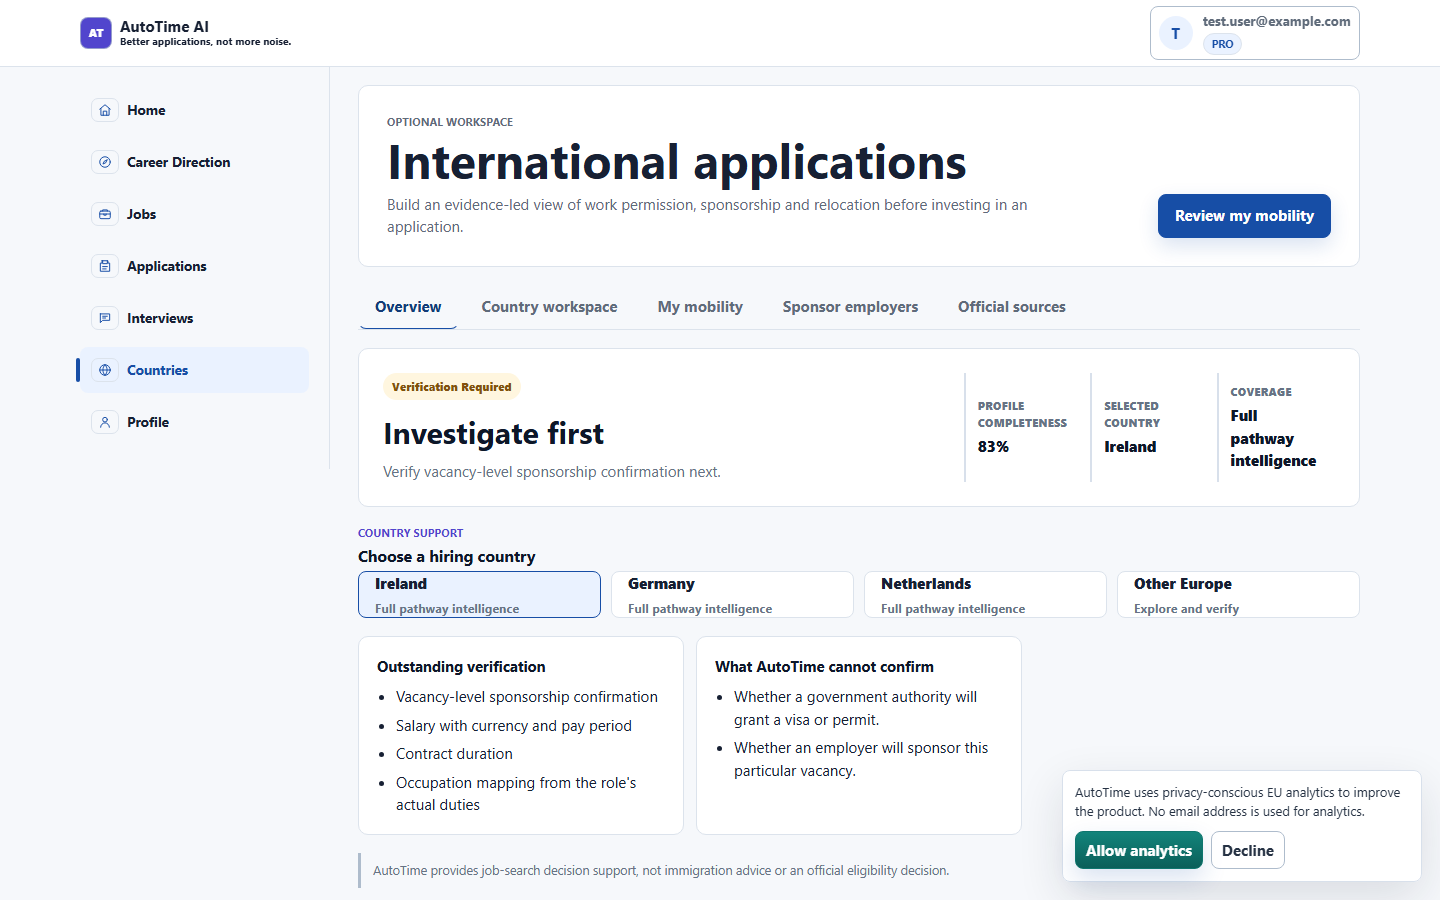 AT
AutoTime AI
Better applications, not more noise.
T
test.user@example.com
PRO
Home
Career Direction
Jobs
Applications
Interviews
Countries
Profile
OPTIONAL WORKSPACE
International applications
Build an evidence-led view of work permission, sponsorship and relocation before investing in an
application.
Review my mobility
Overview
Country workspace
My mobility
Sponsor employers
Official sources
Verification Required
Investigate first
Verify vacancy-level sponsorship confirmation next.
PROFILE
COMPLETENESS
83%
SELECTED
COUNTRY
Ireland
COVERAGE
Full
pathway
intelligence
COUNTRY SUPPORT
Choose a hiring country
Ireland
Full pathway intelligence
Germany
Full pathway intelligence
Netherlands
Full pathway intelligence
Other Europe
Explore and verify
Outstanding verification
• Vacancy-level sponsorship confirmation
• Salary with currency and pay period
• Contract duration
• Occupation mapping from the role's
actual duties
What AutoTime cannot confirm
• Whether a government authority will
grant a visa or permit.
• Whether an employer will sponsor this
particular vacancy.
AutoTime provides job-search decision support, not immigration advice or an official eligibility decision.
AutoTime uses privacy-conscious EU analytics to improve
the product. No email address is used for analytics.
Allow analytics
Decline